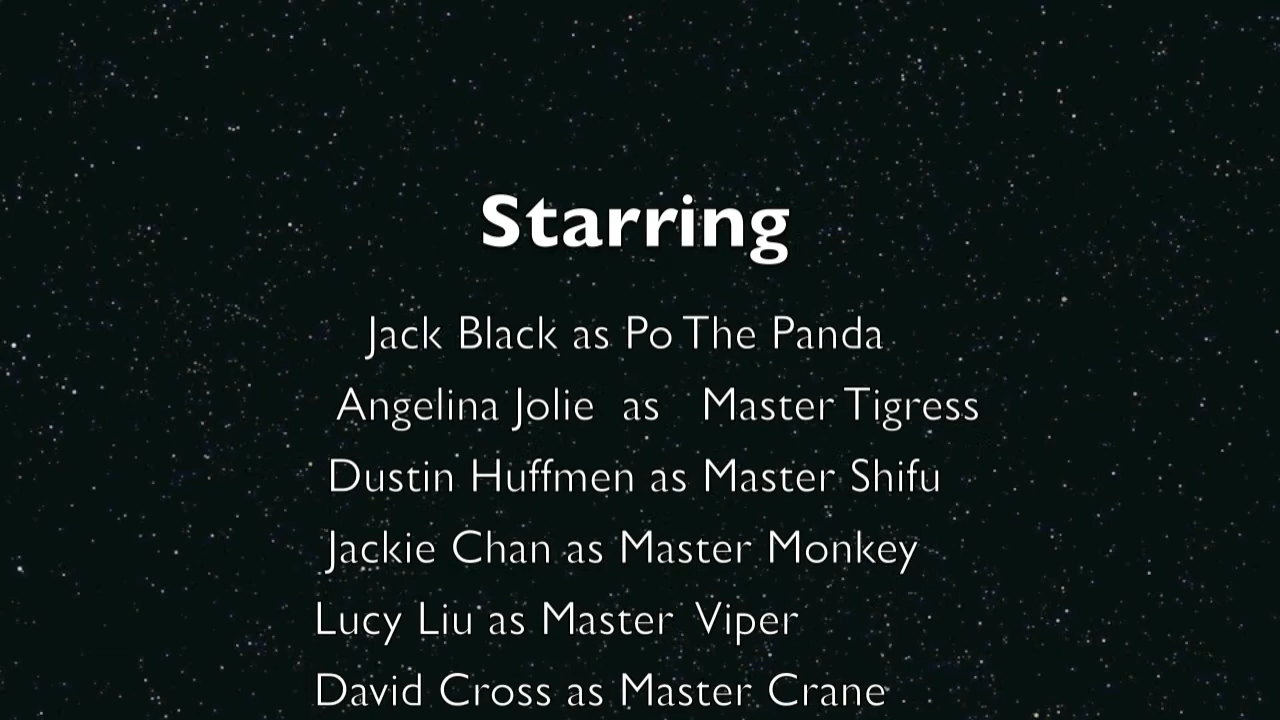 Starring
Jack Black as Po The Panda
Angelina Jolie as Master Tigress
Dustin Huffmen as Master Shifu
Jackie Chan as Master Monkey
Lucy Liu as Master Viper
David Cross as Master Crane